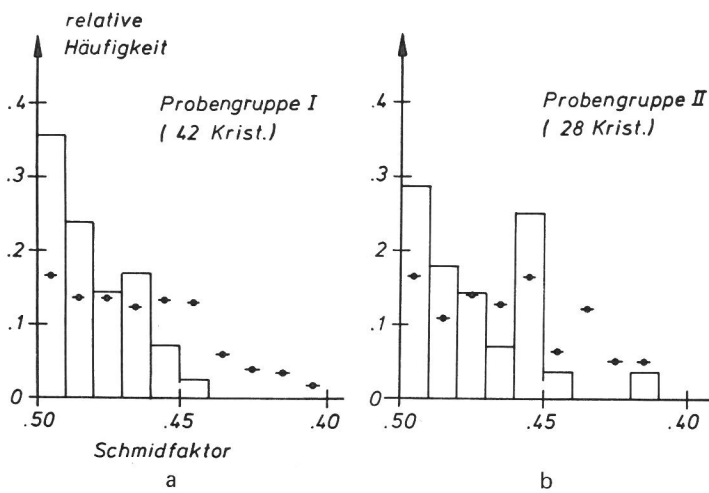 relative
Häufigkeit
.4
.3
.2
.1
0
Probengruppe I
( 42 Krist.)
.50
.45
.40
Schmidfaktor
a
.4
.3
.2
.1
0
Probengruppe II
( 28 Krist.)
.50
.45
.40
b